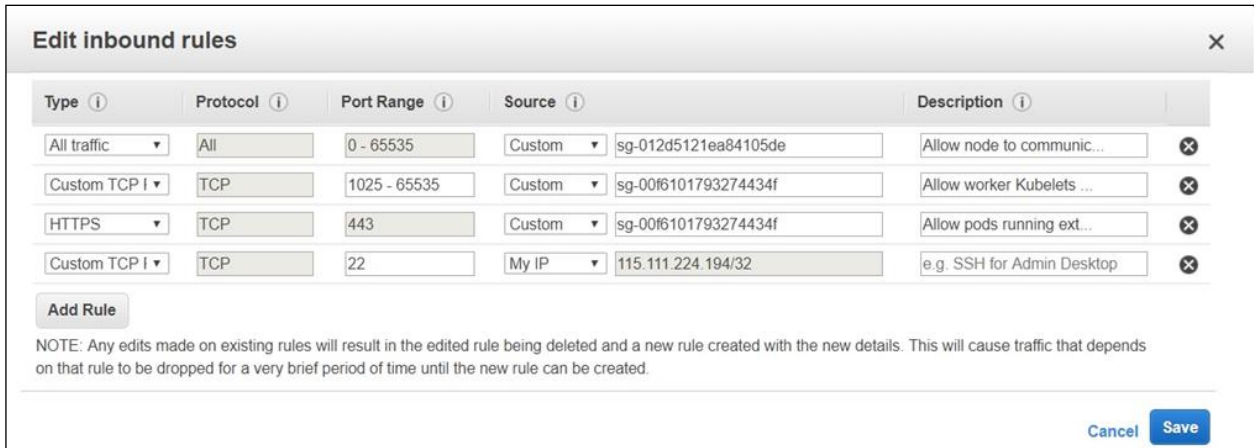 Edit inbound rules
Type Protocol Port Range Source Description
All traffic All 0 - 65535 Custom sg-012d5121ea84105de Allow node to communic...
Custom TCP TCP 1025 - 65535 Custom sg-00f6101793274434f Allow worker Kubelets ...
HTTPS TCP 443 Custom sg-00f6101793274434f Allow pods running ext...
Custom TCP TCP 22 My IP 115.111.224.194/32 e.g. SSH for Admin Desktop
Add Rule
NOTE: Any edits made on existing rules will result in the edited rule being deleted and a new rule created with the new details. This will cause traffic that depends
on that rule to be dropped for a very brief period of time until the new rule can be created.
Cancel Save